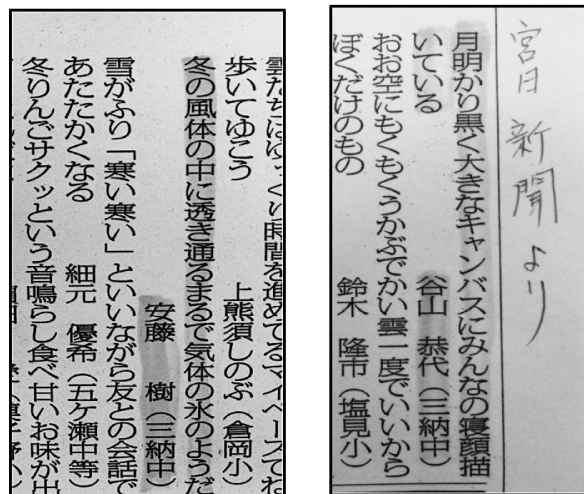 宮日新聞より
月明かり黒く大きなキャンバスにみんなの寝顔描
いている　谷山　恭代（三納中）
おお空にもくもくうかぶでかい雲一度でいいから
ぼくだけのもの　鈴木　隆市（塩見小）
雲たちはゆっくり時間を進めてるマイペースでね
歩いてゆこう　上熊須しのぶ（倉岡小）
冬の風体の中に透き通るまるで気体の氷のようだ
安藤　樹（三納中）
雪がふり「寒い寒い」といいながら友との会話で
あたたかくなる　細元　優希（五ケ瀬中等）
冬りんごサクッという音鳴らし食べ甘いお味が出